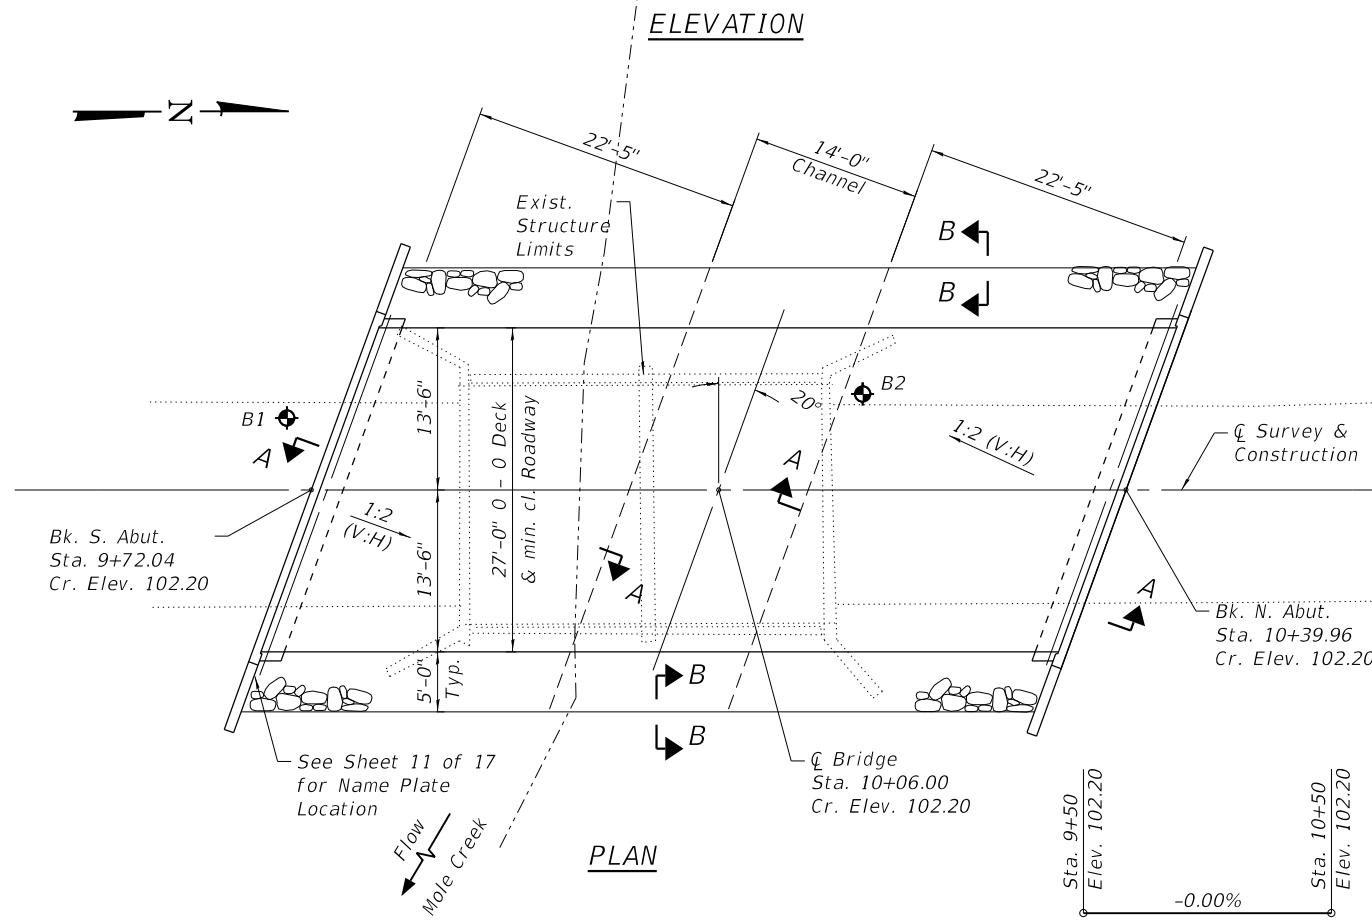 ELEVATION
N
22'-5"
14'-0"
Channel
22'-5"
Exist.
Structure
Limits
B
B
13'-6"
27'-0" O - O Deck
& min. cl. Roadway
20°
B2
B1
A
1:2 (V:H)
℄ Survey &
Construction
A
1:2
(V:H)
Bk. S. Abut.
Sta. 9+72.04
Cr. Elev. 102.20
13'-6"
A
A
Bk. N. Abut.
Sta. 10+39.96
Cr. Elev. 102.20
5'-0"
Typ.
B
B
See Sheet 11 of 17
for Name Plate
Location
℄ Bridge
Sta. 10+06.00
Cr. Elev. 102.20
Flow
Mole Creek
PLAN
Sta. 9+50
Elev. 102.20
Sta. 10+50
Elev. 102.20
-0.00%